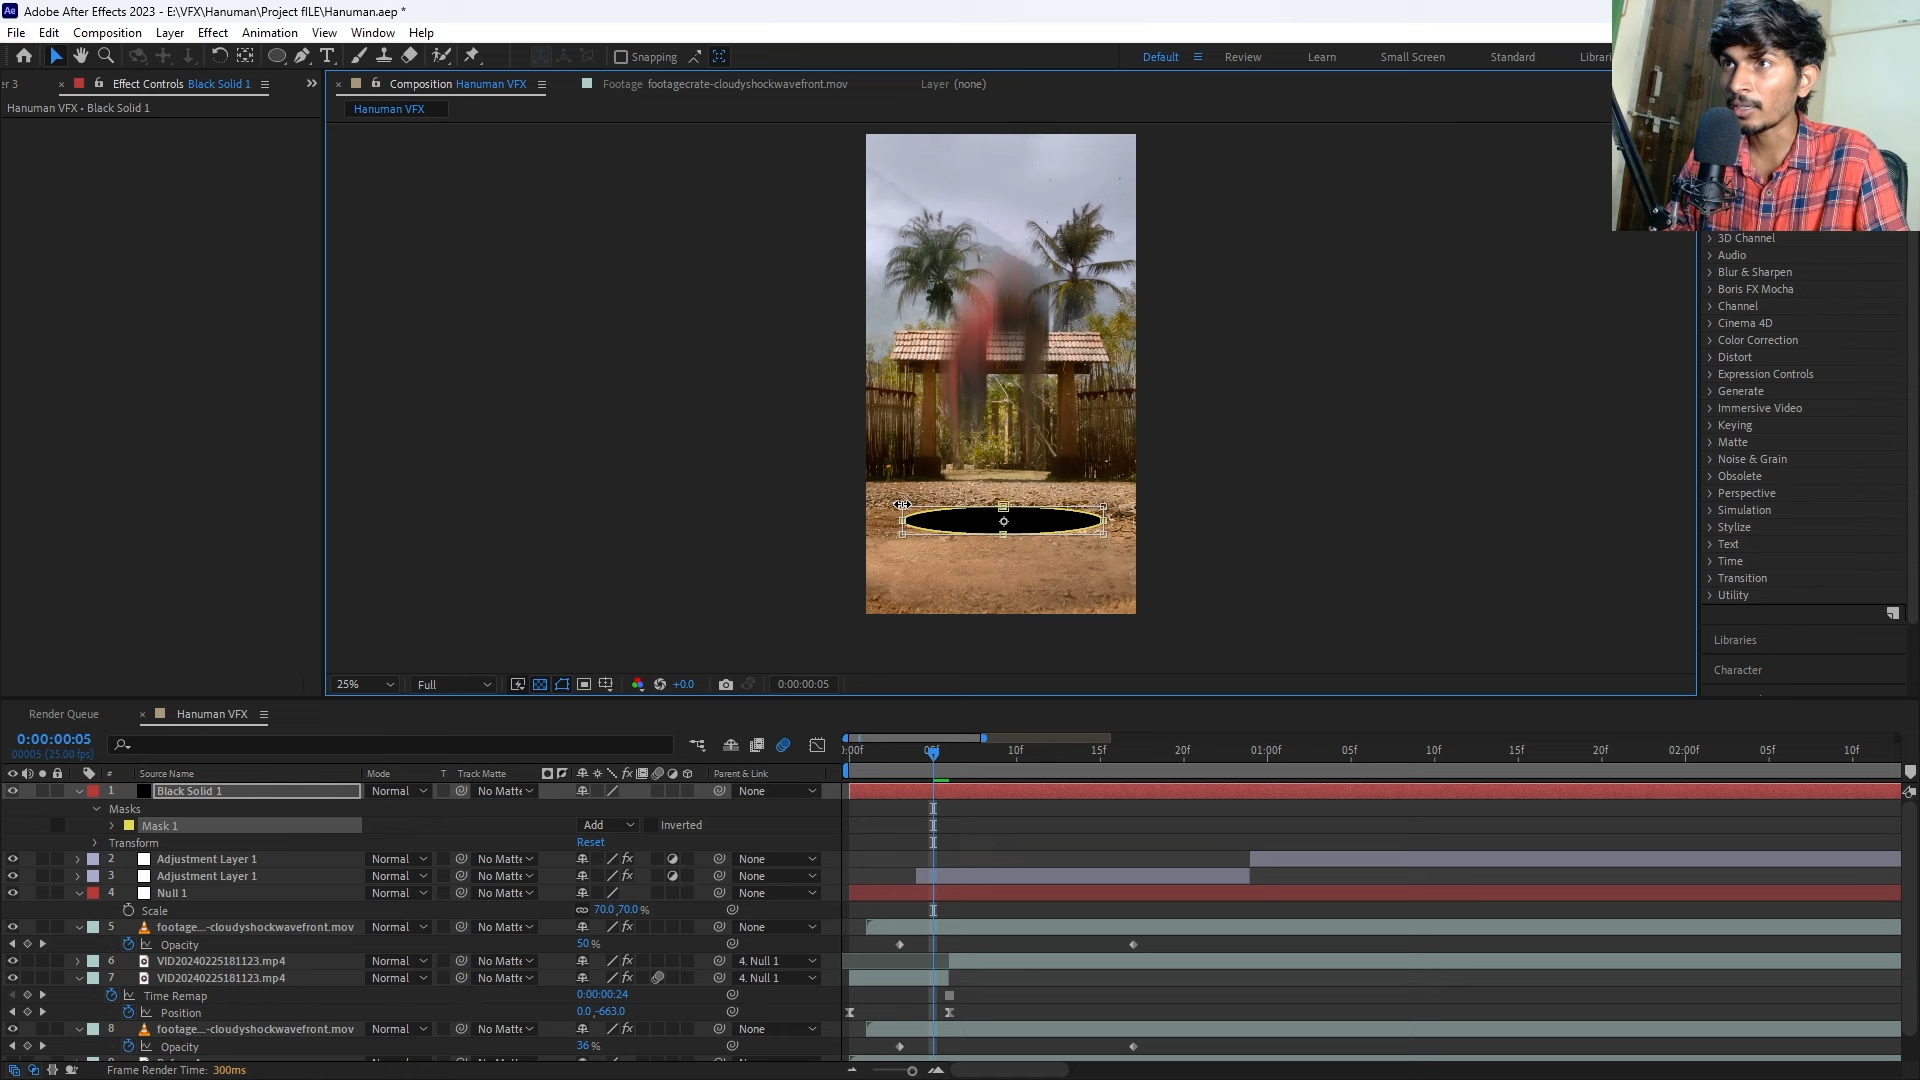 Adobe After Effects 2023 - E:\VFX\Hanuman\Project fILE\Hanuman.aep *
File Edit Composition Layer Effect Animation View Window Help
Snapping
Default Review Learn Small Screen Standard
er 3 × Effect Controls Black Solid 1
Composition Hanuman VFX
Footage footagecrate-cloudyshockwavefront.mov
Layer (none)
Hanuman VFX • Black Solid 1
Hanuman VFX
3D Channel
Audio
Blur & Sharpen
Boris FX Mocha
Channel
Cinema 4D
Color Correction
Distort
Expression Controls
Generate
Immersive Video
Keying
Matte
Noise & Grain
Obsolete
Perspective
Simulation
Stylize
Text
Time
Transition
Utility
Libraries
Character
25% Full +0.0 0:00:00:05
Render Queue × Hanuman VFX
0:00:00:05
00005 (25.00 fps)
10f 15f 20f 01:00f 05f 10f 15f 20f 02:00f 05f 10f
# Source Name Mode T Track Matte Parent & Link
1 Black Solid 1 Normal No Matte None
Masks
Mask 1 Add Inverted
Transform Reset
2 Adjustment Layer 1 Normal No Matte None
3 Adjustment Layer 1 Normal No Matte None
4 Null 1 Normal No Matte None
Scale 70.0,70.0 %
5 footage...-cloudyshockwavefront.mov Normal No Matte None
Opacity 50 %
6 VID20240225181123.mp4 Normal No Matte 4. Null 1
7 VID20240225181123.mp4 Normal No Matte 4. Null 1
Time Remap 0:00:00:24
Position 0.0,-663.0
8 footage...-cloudyshockwavefront.mov Normal No Matte None
Opacity 36 %
Frame Render Time: 300ms